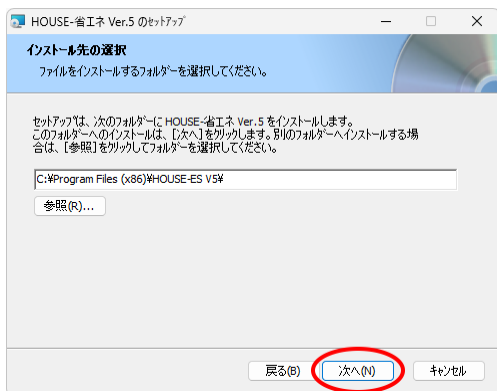 HOUSE-省エネ Ver.5 のｾｯﾄｱｯﾌﾟ
インストール先の選択
ファイルをインストールするフォルダーを選択してください。
セットアップは、次のフォルダーに HOUSE-省エネ Ver.5 をインストールします。
このフォルダーへのインストールは、[次へ]をクリックします。別のフォルダーへインストールする場
合は、[参照]をクリックしてフォルダーを選択してください。
C:¥Program Files (x86)¥HOUSE-ES V5¥
参照(R)...
戻る(B) 次へ(N) キャンセル